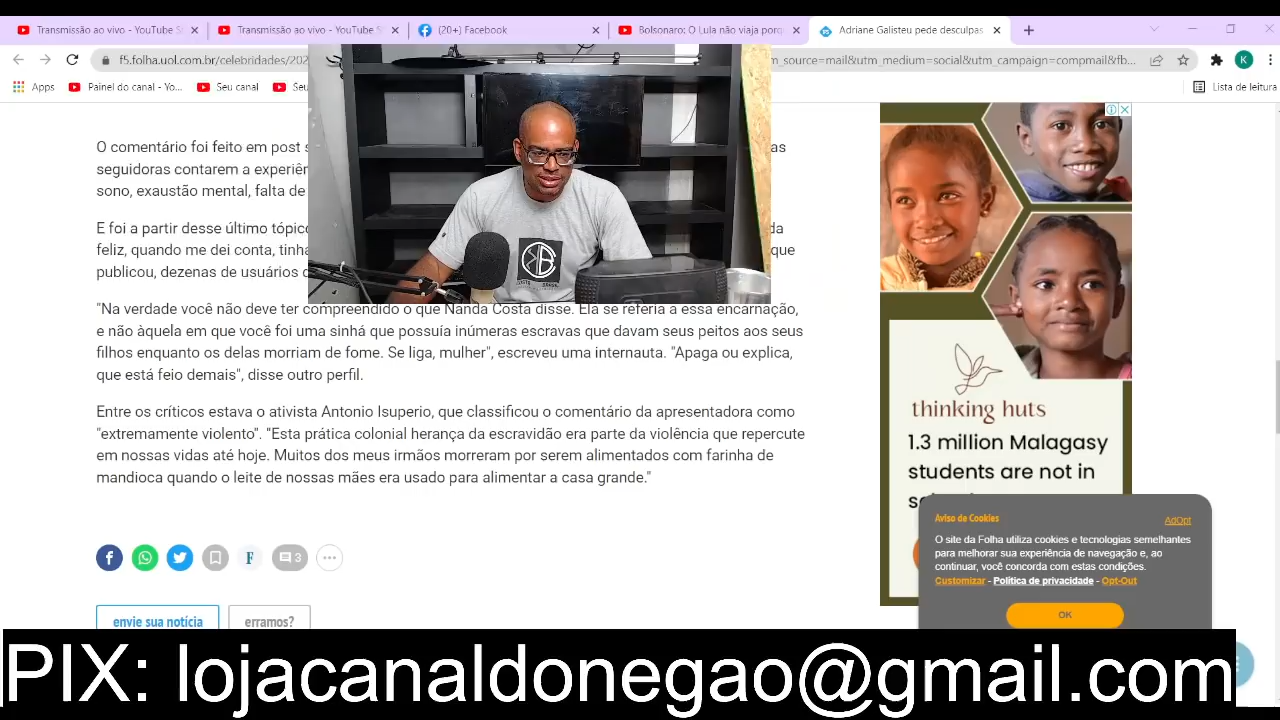 Transmissão ao vivo - YouTube S
Transmissão ao vivo - YouTube S
(20+) Facebook
Bolsonaro: O Lula não viaja porq
Adriane Galisteu pede desculpas
f5.folha.uol.com.br/celebridades/202
m_source=mail&utm_medium=social&utm_campaign=compmail&fb...
K
Apps
Painel do canal - Yo...
Seu canal
Seu
Lista de leitura
O comentário foi feito em post s
as
seguidoras contarem a experiên
sono, exaustão mental, falta de
E foi a partir desse último tópico
da
feliz, quando me dei conta, tinha
que
publicou, dezenas de usuários
"Na verdade você não deve ter compreendido o que Nanda Costa disse. Ela se referia a essa encarnação,
e não àquela em que você foi uma sinhá que possuía inúmeras escravas que davam seus peitos aos seus
filhos enquanto os delas morriam de fome. Se liga, mulher", escreveu uma internauta. "Apaga ou explica,
que está feio demais", disse outro perfil.
Entre os críticos estava o ativista Antonio Isuperio, que classificou o comentário da apresentadora como
"extremamente violento". "Esta prática colonial herança da escravidão era parte da violência que repercute
em nossas vidas até hoje. Muitos dos meus irmãos morreram por serem alimentados com farinha de
mandioca quando o leite de nossas mães era usado para alimentar a casa grande."
F
3
envie sua notícia
erramos?
thinking huts
1.3 million Malagasy
students are not in
Aviso de Cookies
AdOpt
O site da Folha utiliza cookies e tecnologias semelhantes
para melhorar sua experiência de navegação e, ao
continuar, você concorda com estas condições.
Customizar - Política de privacidade - Opt-Out
OK
PIX: lojacanaldonegao@gmail.com